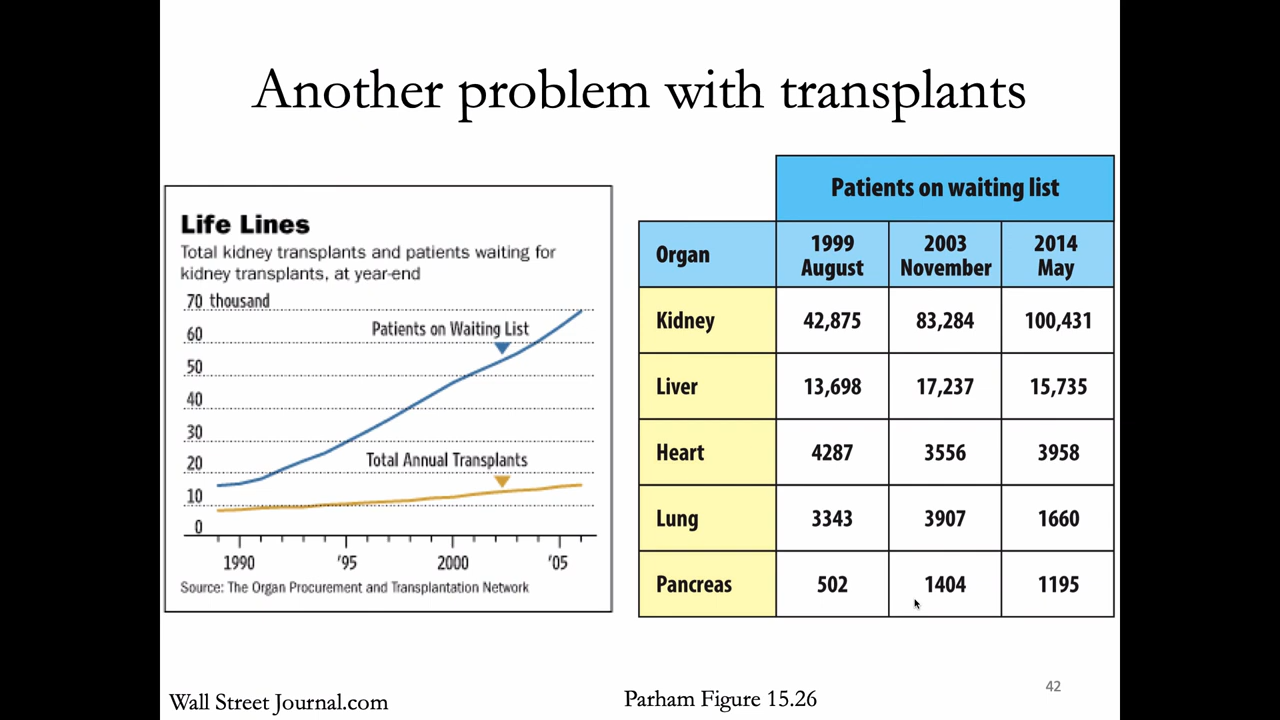 Another problem with transplants
Life Lines
Total kidney transplants and patients waiting for
kidney transplants, at year-end
70 thousand
Patients on Waiting List
60
50
40
30
Total Annual Transplants
20
10
0
1990 '95 2000 '05
Source: The Organ Procurement and Transplantation Network
Patients on waiting list
Organ 1999 August 2003 November 2014 May
Kidney 42,875 83,284 100,431
Liver 13,698 17,237 15,735
Heart 4287 3556 3958
Lung 3343 3907 1660
Pancreas 502 1404 1195
Wall Street Journal.com
Parham Figure 15.26
42